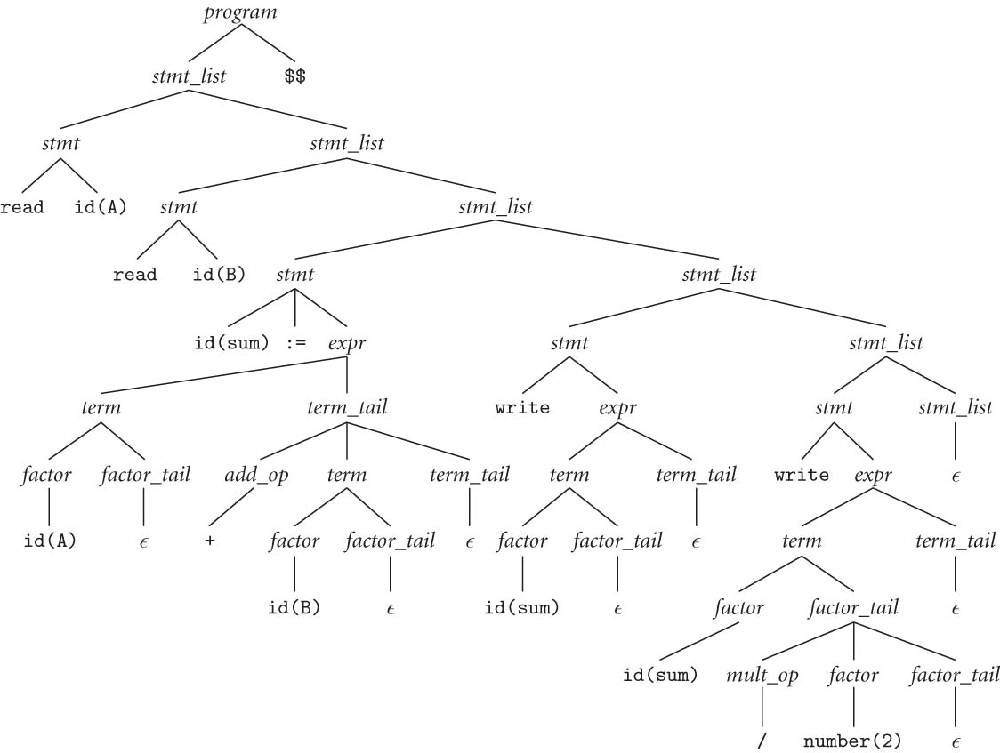 program
stmt_list $$
stmt stmt_list
read id(A) stmt stmt_list
read id(B) stmt stmt_list
id(sum) := expr stmt stmt_list
term term_tail write expr stmt stmt_list
factor factor_tail add_op term term_tail term term_tail write expr ϵ
id(A) ϵ + factor factor_tail ϵ factor factor_tail ϵ term term_tail
id(B) ϵ id(sum) ϵ factor factor_tail ϵ
id(sum) mult_op factor factor_tail
/ number(2) ϵ